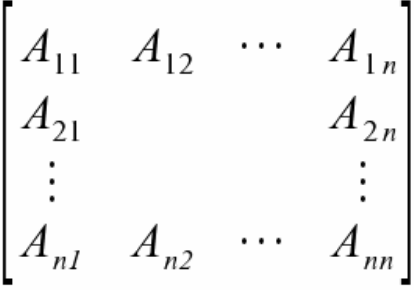 A₁₁ A₁₂ ⋯ A₁ₙ
A₂₁ A₂ₙ
⋮ ⋮
Aₙ₁ Aₙ₂ ⋯ Aₙₙ